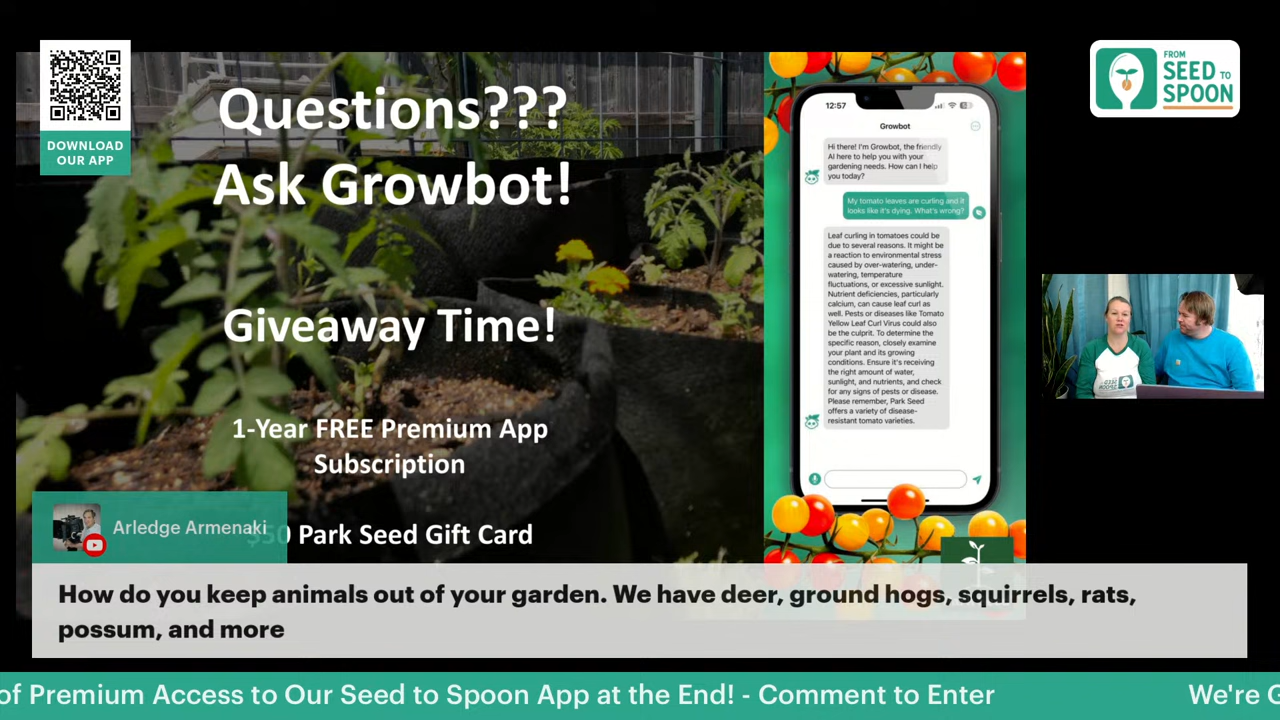 DOWNLOAD
OUR APP
Questions???
Ask Growbot!
Giveaway Time!
1-Year FREE Premium App
Subscription
$50 Park Seed Gift Card
12:57
Growbot
Hi there! I'm Growbot, the friendly
AI here to help you with your
gardening needs. How can I help
you today?
My tomato leaves are curling and it
looks like it's dying. What's wrong?
Leaf curling in tomatoes could be
due to several reasons. It might be
a reaction to environmental stress
caused by over-watering, under-
watering, temperature
fluctuations, or excessive sunlight.
Nutrient deficiencies, particularly
calcium, can cause leaf curl as
well. Pests or diseases like Tomato
Yellow Leaf Curl Virus could also
be the culprit. To determine the
specific reason, closely examine
your plant and its growing
conditions. Ensure it's receiving
the right amount of water,
sunlight, and nutrients, and check
for any signs of pests or disease.
Please remember, Park Seed
offers a variety of disease-
resistant tomato varieties.
FROM
SEED TO
SPOON
Arledge Armenaki
How do you keep animals out of your garden. We have deer, ground hogs, squirrels, rats,
possum, and more
of Premium Access to Our Seed to Spoon App at the End! - Comment to Enter We're G